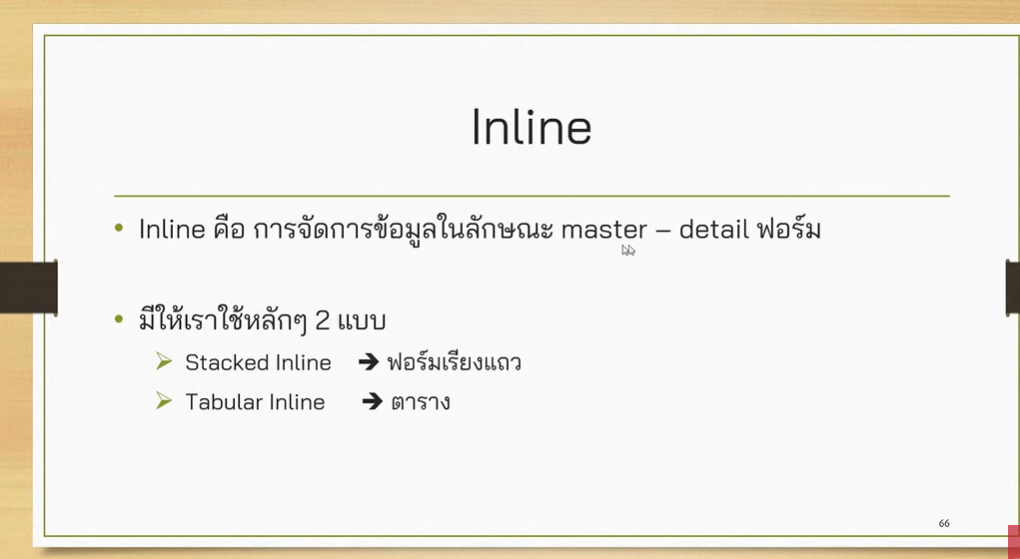 Inline
• Inline คือ การจัดการข้อมูลในลักษณะ master – detail ฟอร์ม
• มีให้เราใช้หลักๆ 2 แบบ
➢ Stacked Inline ➔ ฟอร์มเรียงแถว
➢ Tabular Inline ➔ ตาราง
66